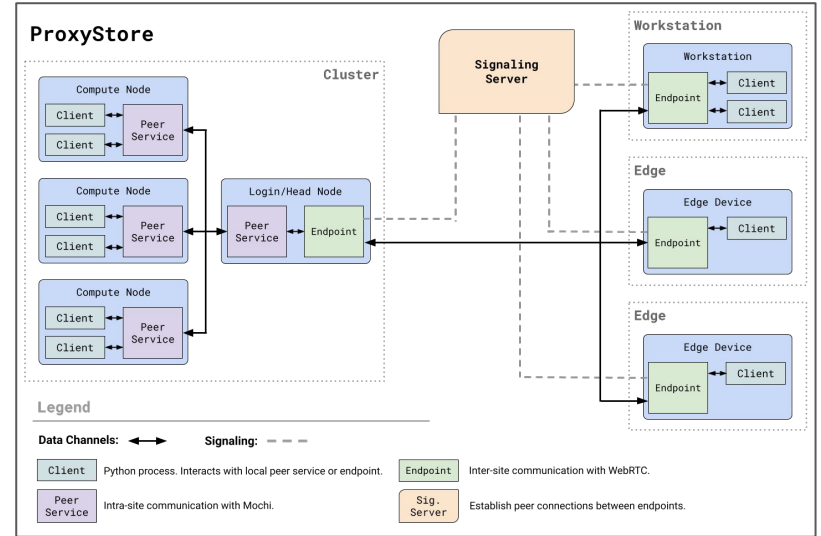 ProxyStore
Cluster
Compute Node
Client
Client
Peer
Service
Compute Node
Client
Client
Peer
Service
Compute Node
Client
Client
Peer
Service
Login/Head Node
Peer
Service
Endpoint
Signaling
Server
Workstation
Workstation
Endpoint
Client
Client
Edge
Edge Device
Endpoint
Client
Edge
Edge Device
Endpoint
Client
Legend
Data Channels:
Signaling:
Client
Python process. Interacts with local peer service or endpoint.
Endpoint
Inter-site communication with WebRTC.
Peer
Service
Intra-site communication with Mochi.
Sig.
Server
Establish peer connections between endpoints.